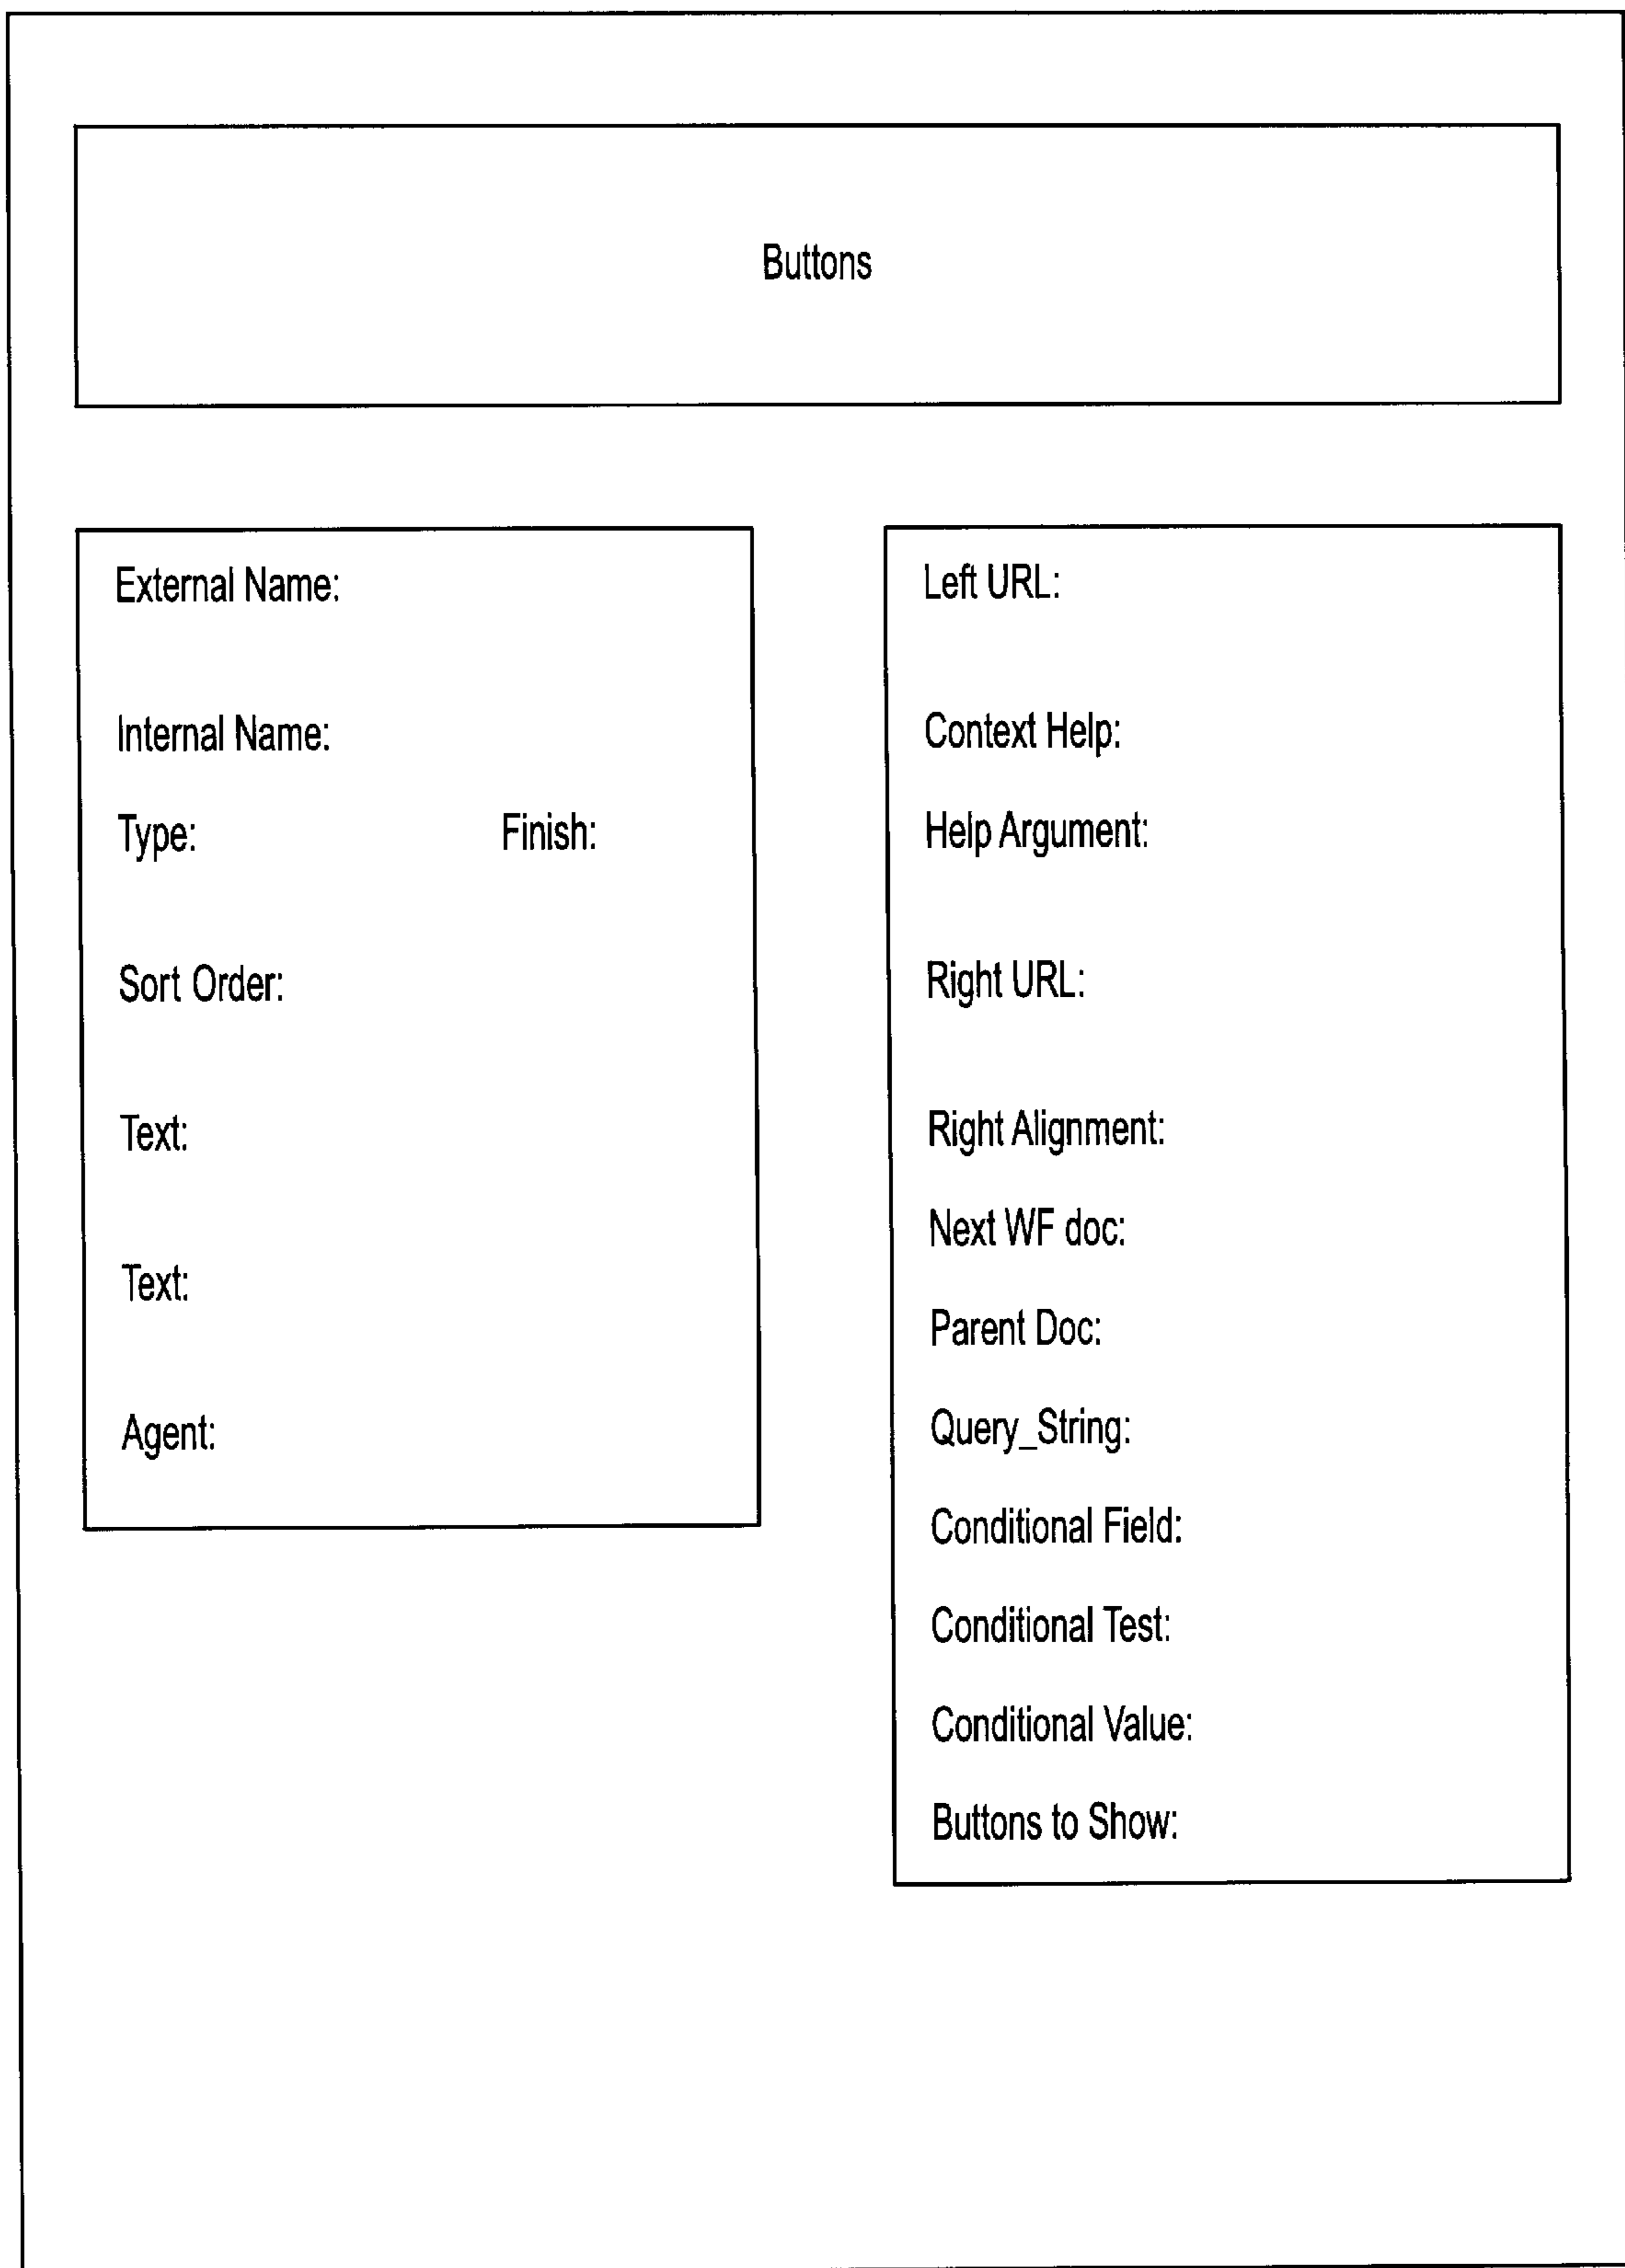 Buttons
External Name:
Internal Name:
Type: Finish:
Sort Order:
Text:
Text:
Agent:
Left URL:
Context Help:
Help Argument:
Right URL:
Right Alignment:
Next WF doc:
Parent Doc:
Query_String:
Conditional Field:
Conditional Test:
Conditional Value:
Buttons to Show: